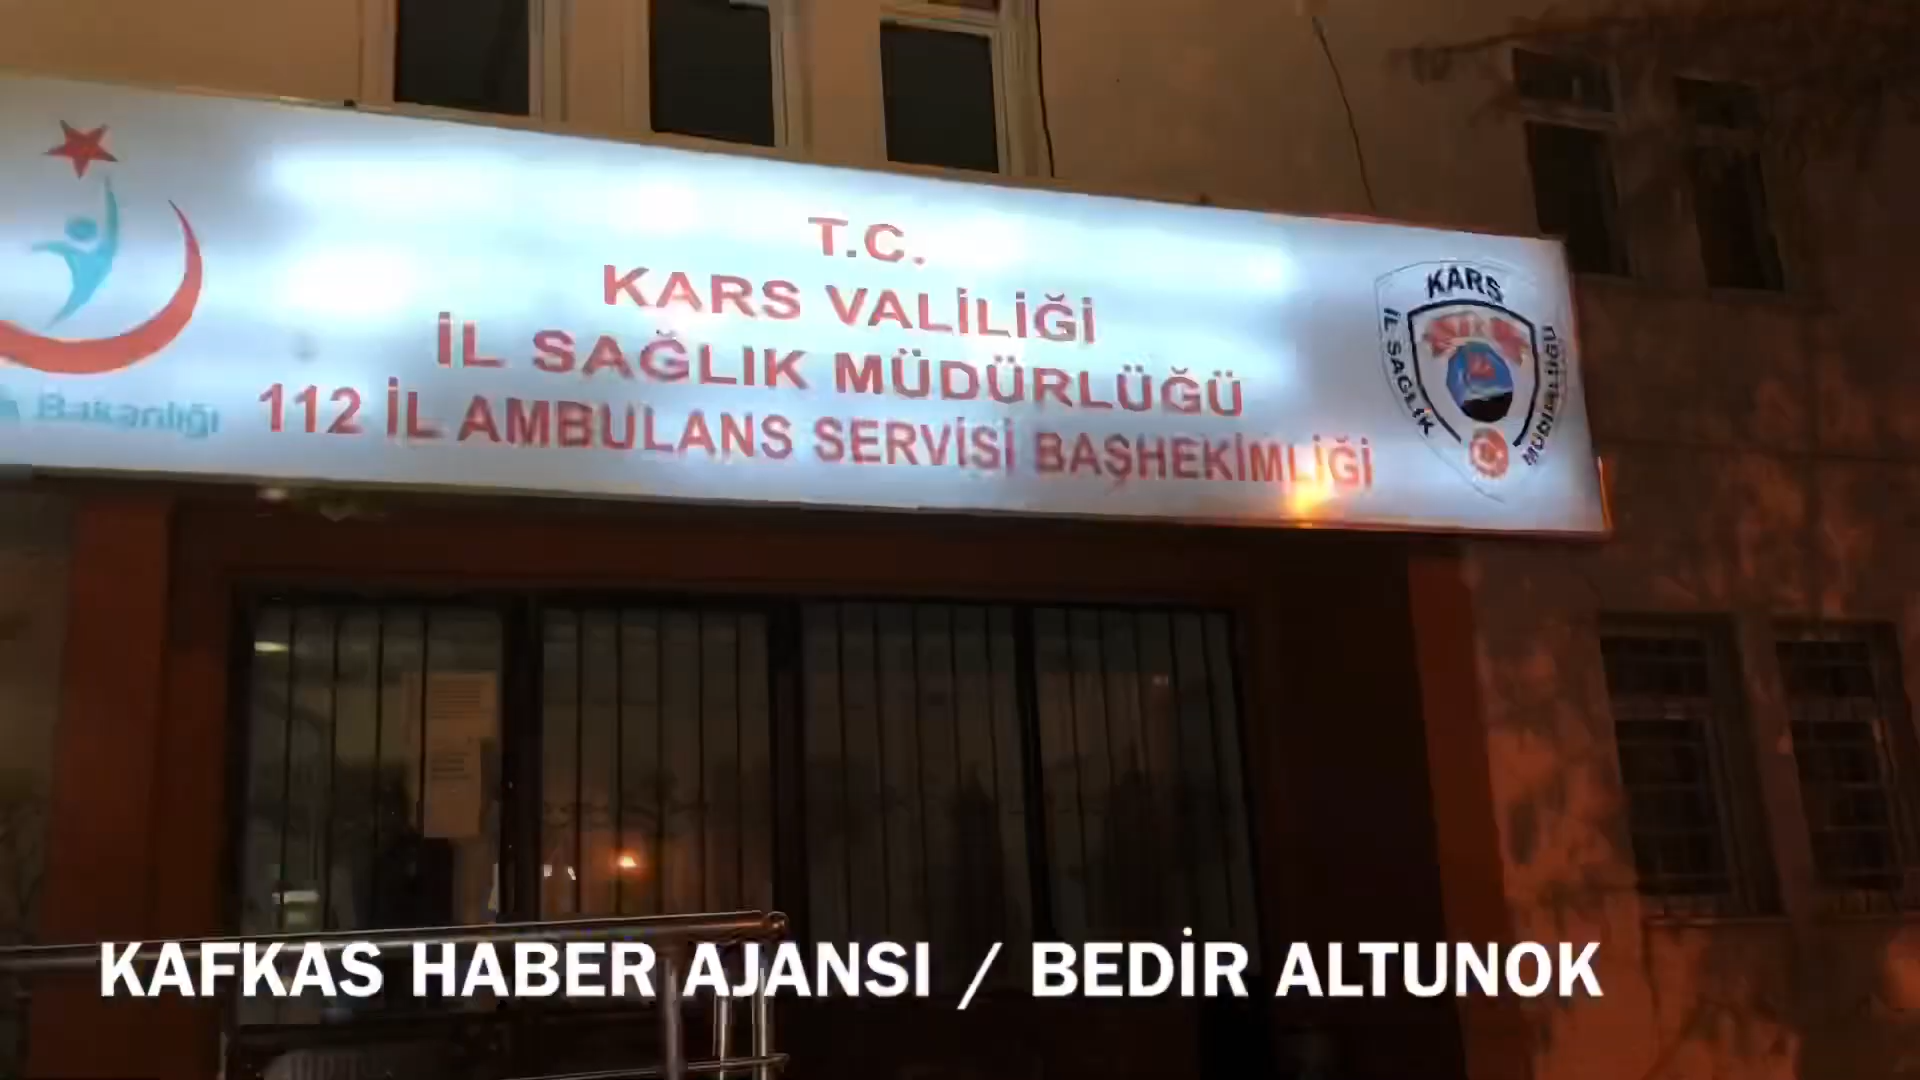 T.C.
KARS VALİLİĞİ
İL SAĞLIK MÜDÜRLÜĞÜ
112 İL AMBULANS SERVİSİ BAŞHEKİMLİĞİ
Bakanlığı
KARS
İL SAĞLIK
MÜDÜRLÜĞÜ
KAFKAS HABER AJANSI / BEDİR ALTUNOK